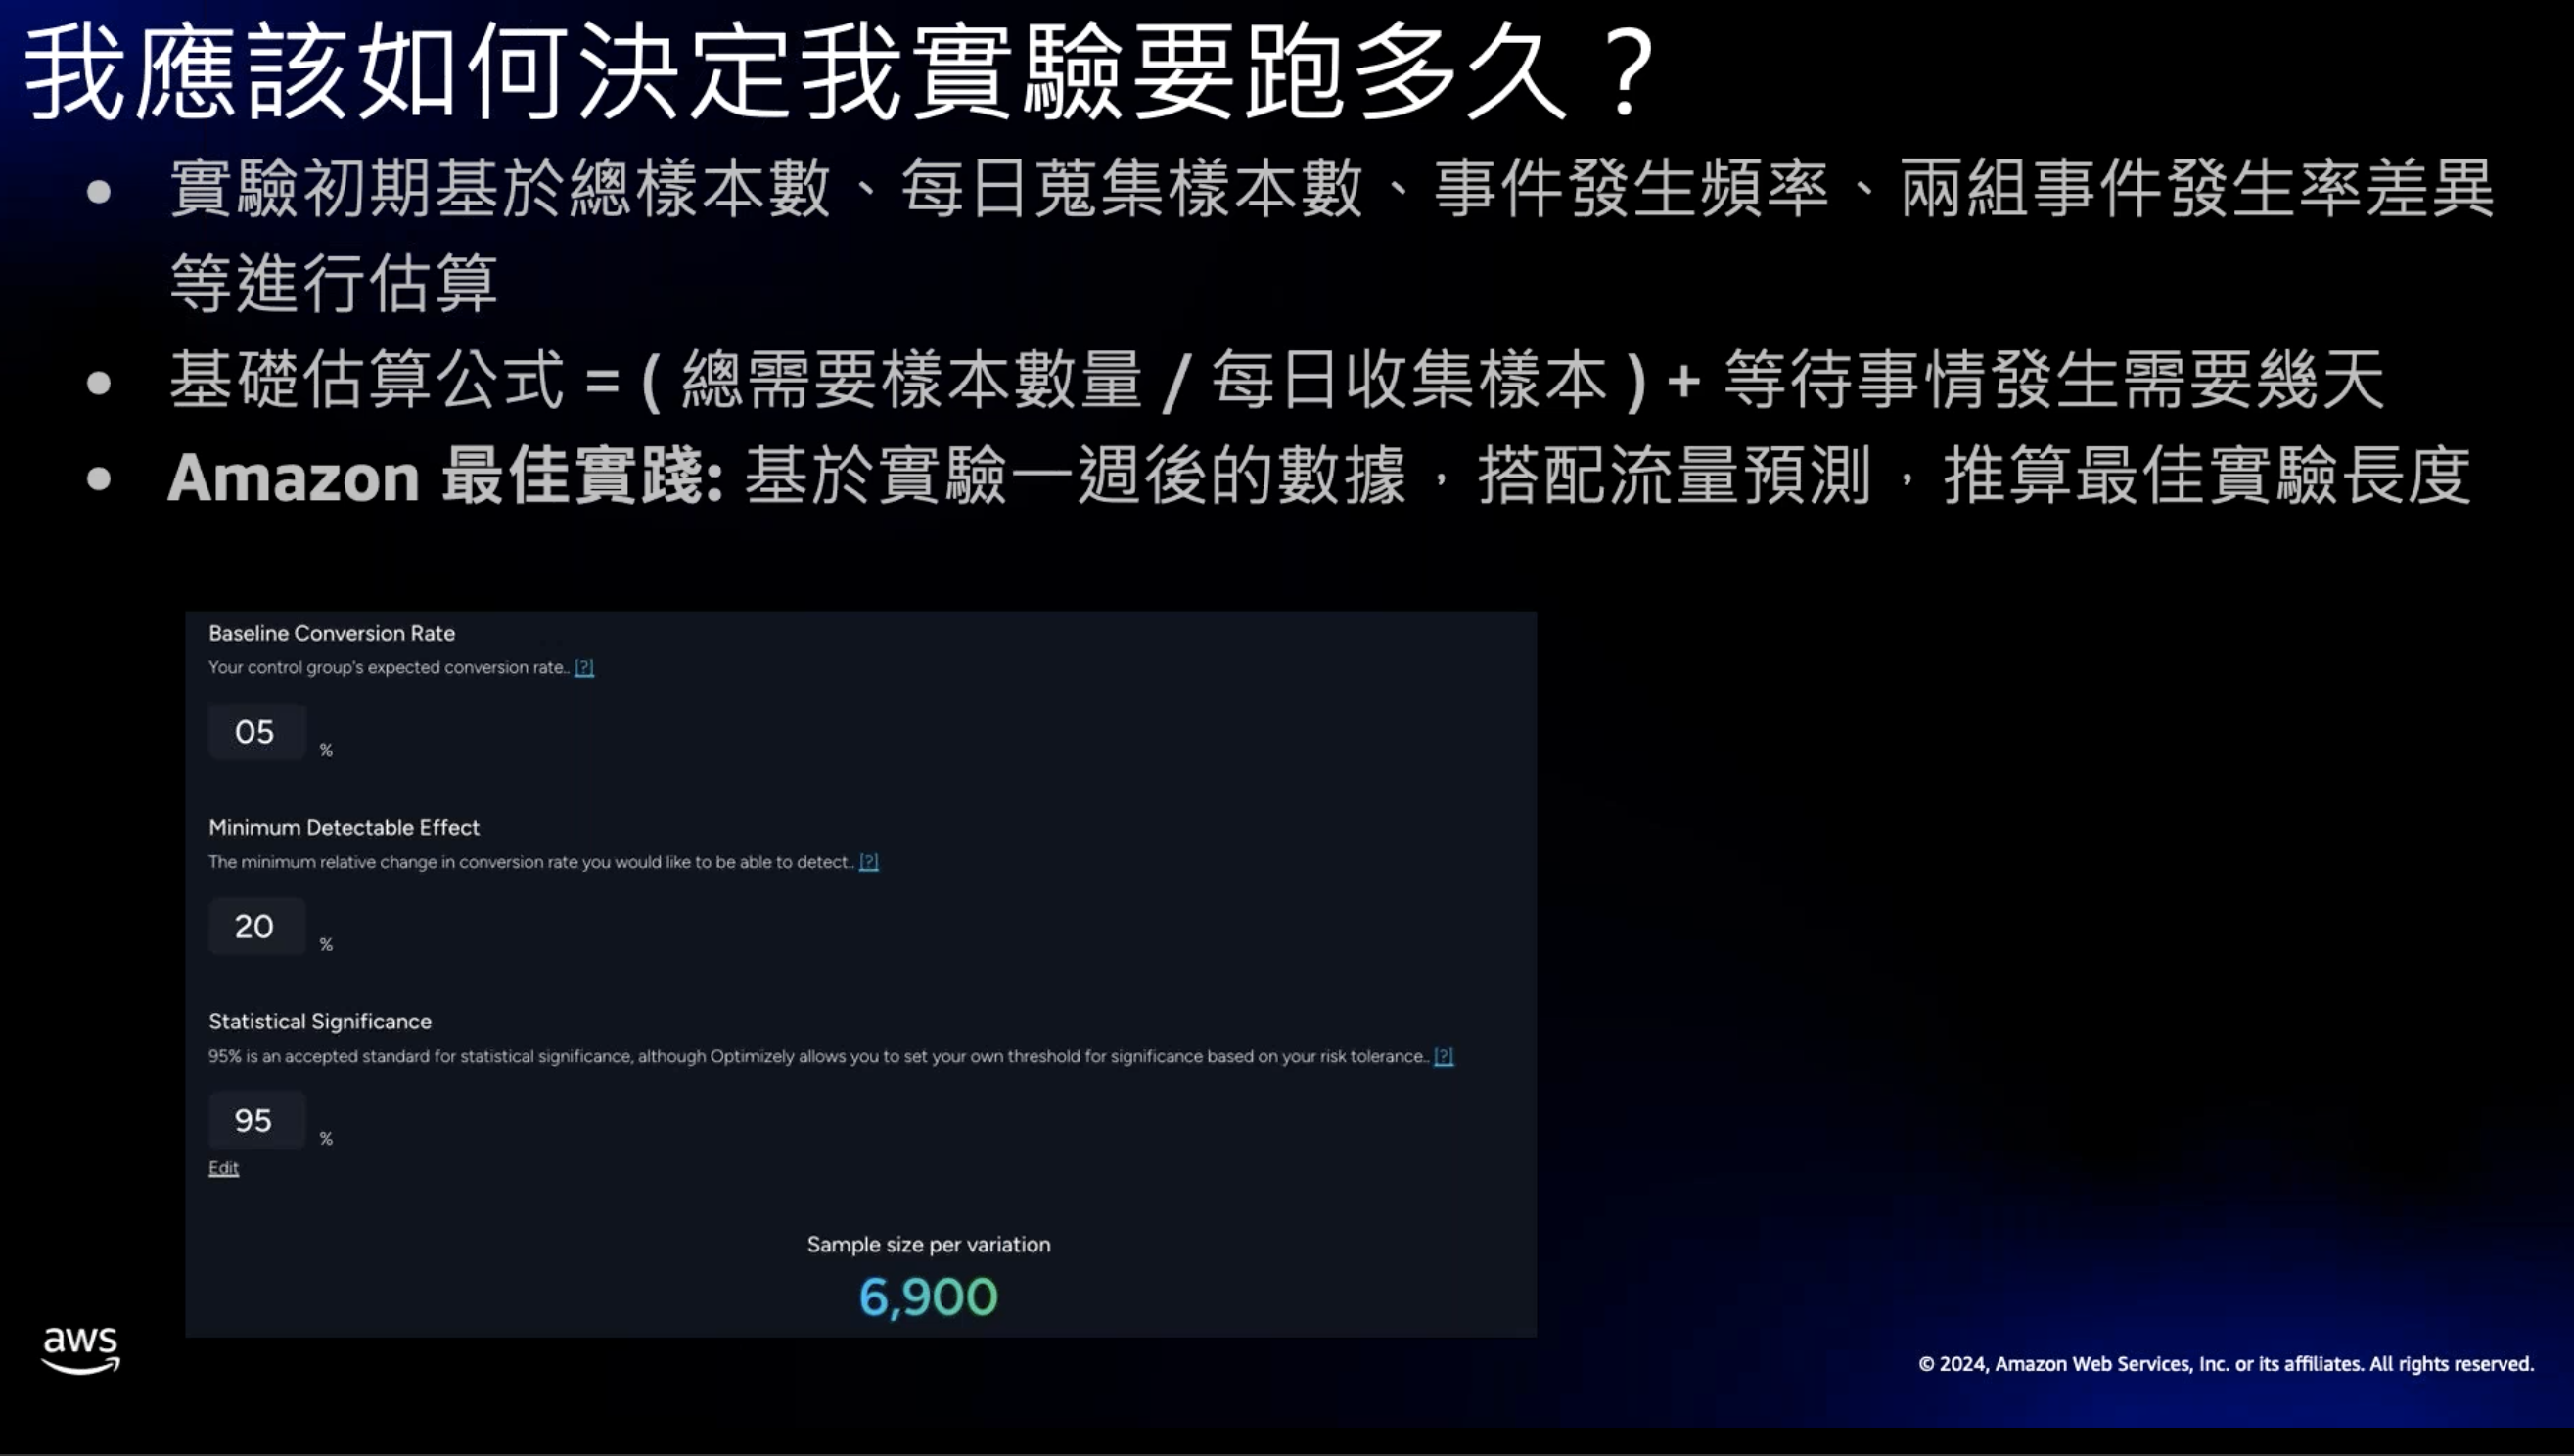 我應該如何決定我實驗要跑多久？
• 實驗初期基於總樣本數、每日蒐集樣本數、事件發生頻率、兩組事件發生率差異
等進行估算
• 基礎估算公式 = ( 總需要樣本數量 / 每日收集樣本 ) + 等待事情發生需要幾天
• Amazon 最佳實踐: 基於實驗一週後的數據，搭配流量預測，推算最佳實驗長度
Baseline Conversion Rate
Your control group's expected conversion rate.. [?]
05 %
Minimum Detectable Effect
The minimum relative change in conversion rate you would like to be able to detect.. [?]
20 %
Statistical Significance
95% is an accepted standard for statistical significance, although Optimizely allows you to set your own threshold for significance based on your risk tolerance.. [?]
95 %
Edit
Sample size per variation
6,900
aws
© 2024, Amazon Web Services, Inc. or its affiliates. All rights reserved.